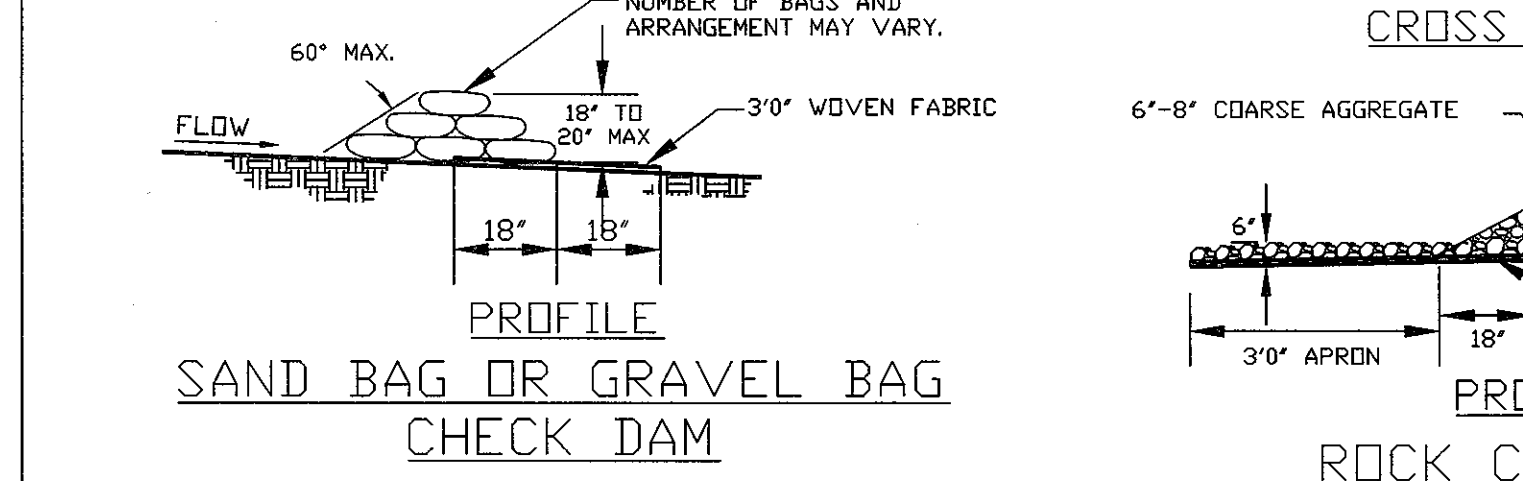 NUMBER OF BAGS AND
ARRANGEMENT MAY VARY.
60° MAX.
18" TO
20" MAX
3'0" WOVEN FABRIC
FLOW
18"
18"
PROFILE
SAND BAG OR GRAVEL BAG
CHECK DAM
CROSS
6"-8" COARSE AGGREGATE
6"
3'0" APRON
18"
PRO
ROCK C